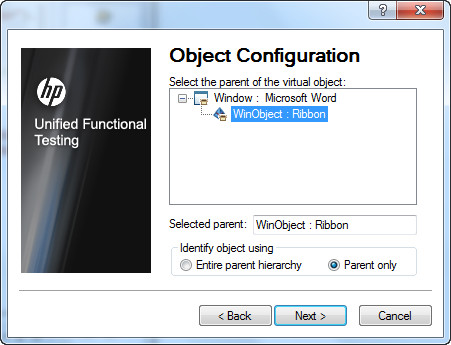 Object Configuration
hp
Unified Functional
Testing
Select the parent of the virtual object:
Window : Microsoft Word
WinObject : Ribbon
Selected parent: WinObject : Ribbon
Identify object using
Entire parent hierarchy Parent only
< Back Next > Cancel